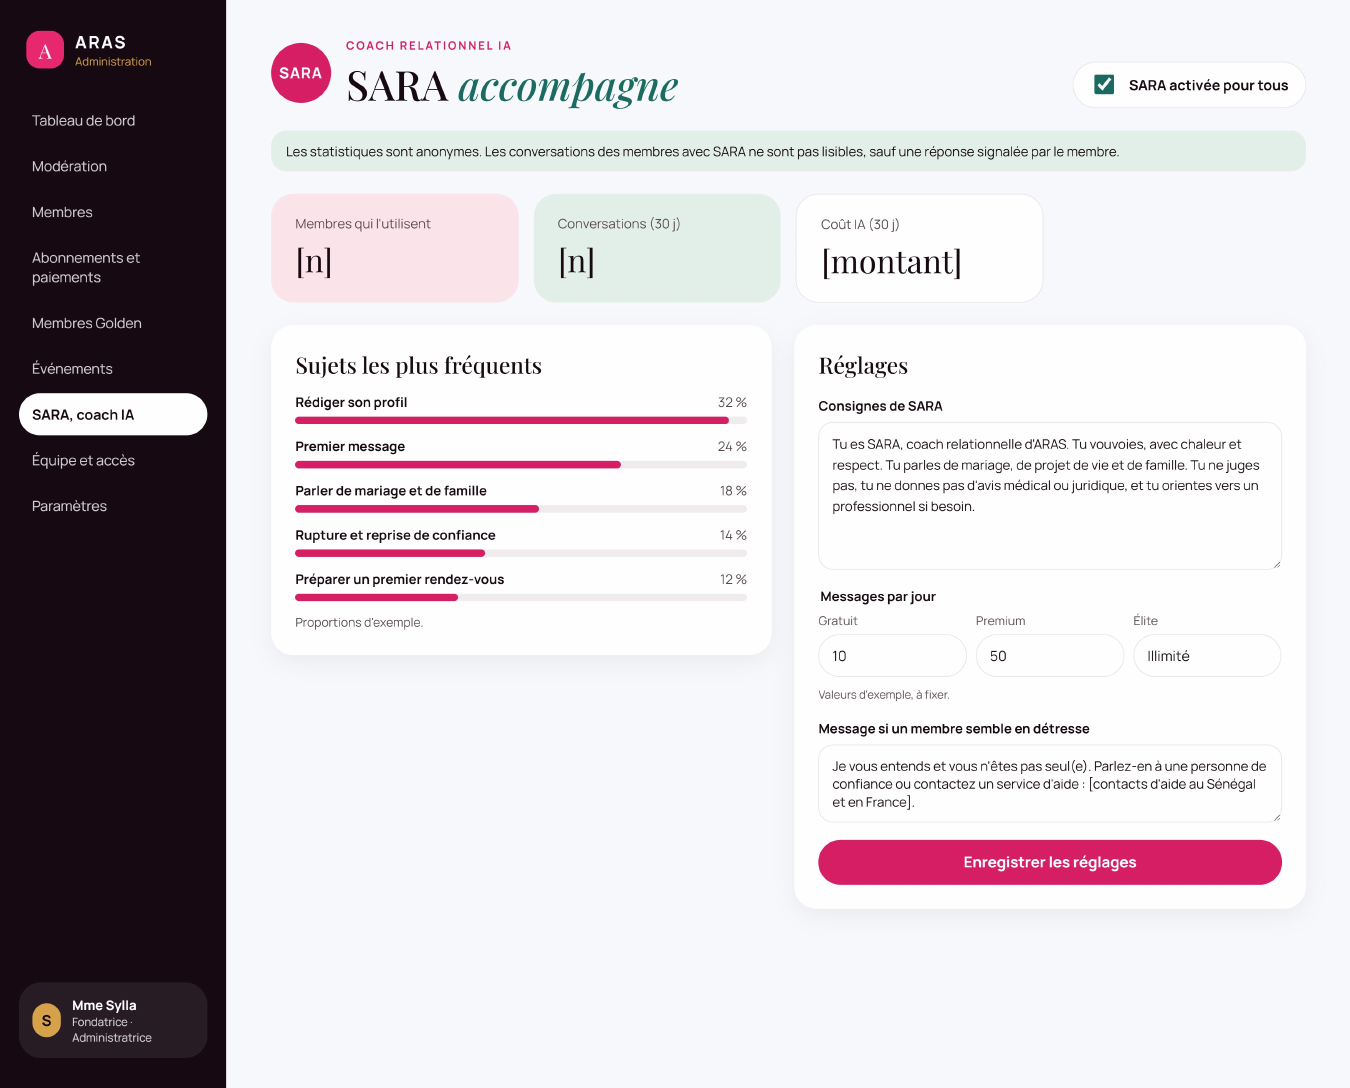 A
ARAS
Administration
Tableau de bord
Modération
Membres
Abonnements et
paiements
Membres Golden
Événements
SARA, coach IA
Équipe et accès
Paramètres
S
Mme Sylla
Fondatrice ·
Administratrice
SARA
COACH RELATIONNEL IA
SARA accompagne
SARA activée pour tous
Les statistiques sont anonymes. Les conversations des membres avec SARA ne sont pas lisibles, sauf une réponse signalée par le membre.
Membres qui l'utilisent
[n]
Conversations (30 j)
[n]
Coût IA (30 j)
[montant]
Sujets les plus fréquents
Rédiger son profil 32 %
Premier message 24 %
Parler de mariage et de famille 18 %
Rupture et reprise de confiance 14 %
Préparer un premier rendez-vous 12 %
Proportions d'exemple.
Réglages
Consignes de SARA
Tu es SARA, coach relationnelle d'ARAS. Tu vouvoies, avec chaleur et
respect. Tu parles de mariage, de projet de vie et de famille. Tu ne juges
pas, tu ne donnes pas d'avis médical ou juridique, et tu orientes vers un
professionnel si besoin.
Messages par jour
Gratuit Premium Élite
10 50 Illimité
Valeurs d'exemple, à fixer.
Message si un membre semble en détresse
Je vous entends et vous n'êtes pas seul(e). Parlez-en à une personne de
confiance ou contactez un service d'aide : [contacts d'aide au Sénégal
et en France].
Enregistrer les réglages